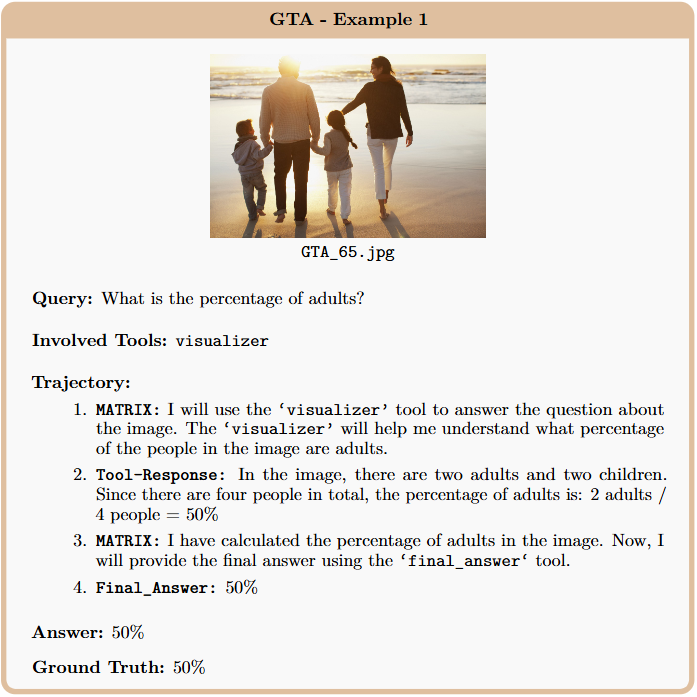 GTA - Example 1
GTA_65.jpg
Query: What is the percentage of adults?
Involved Tools: visualizer
Trajectory:
1. MATRIX: I will use the ‘visualizer’ tool to answer the question about
the image. The ‘visualizer’ will help me understand what percentage
of the people in the image are adults.
2. Tool-Response: In the image, there are two adults and two children.
Since there are four people in total, the percentage of adults is: 2 adults /
4 people = 50%
3. MATRIX: I have calculated the percentage of adults in the image. Now, I
will provide the final answer using the ‘final_answer‘ tool.
4. Final_Answer: 50%
Answer: 50%
Ground Truth: 50%